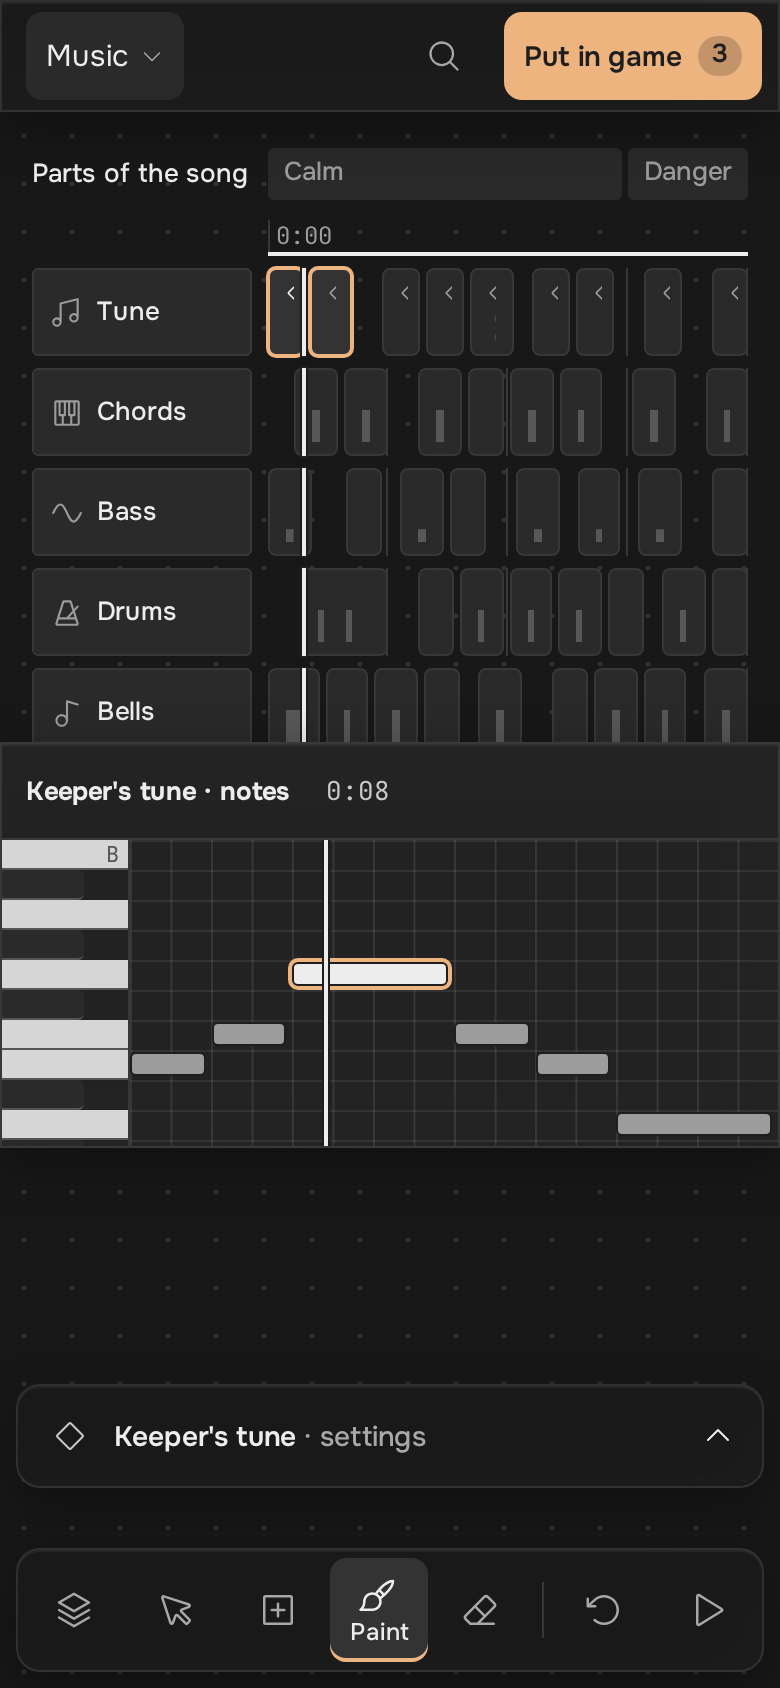 Music
Put in game 3
Parts of the song
Calm
Danger
0:00
Tune
Chords
Bass
Drums
Bells
Keeper's tune · notes
0:08
B
Keeper's tune · settings
Paint